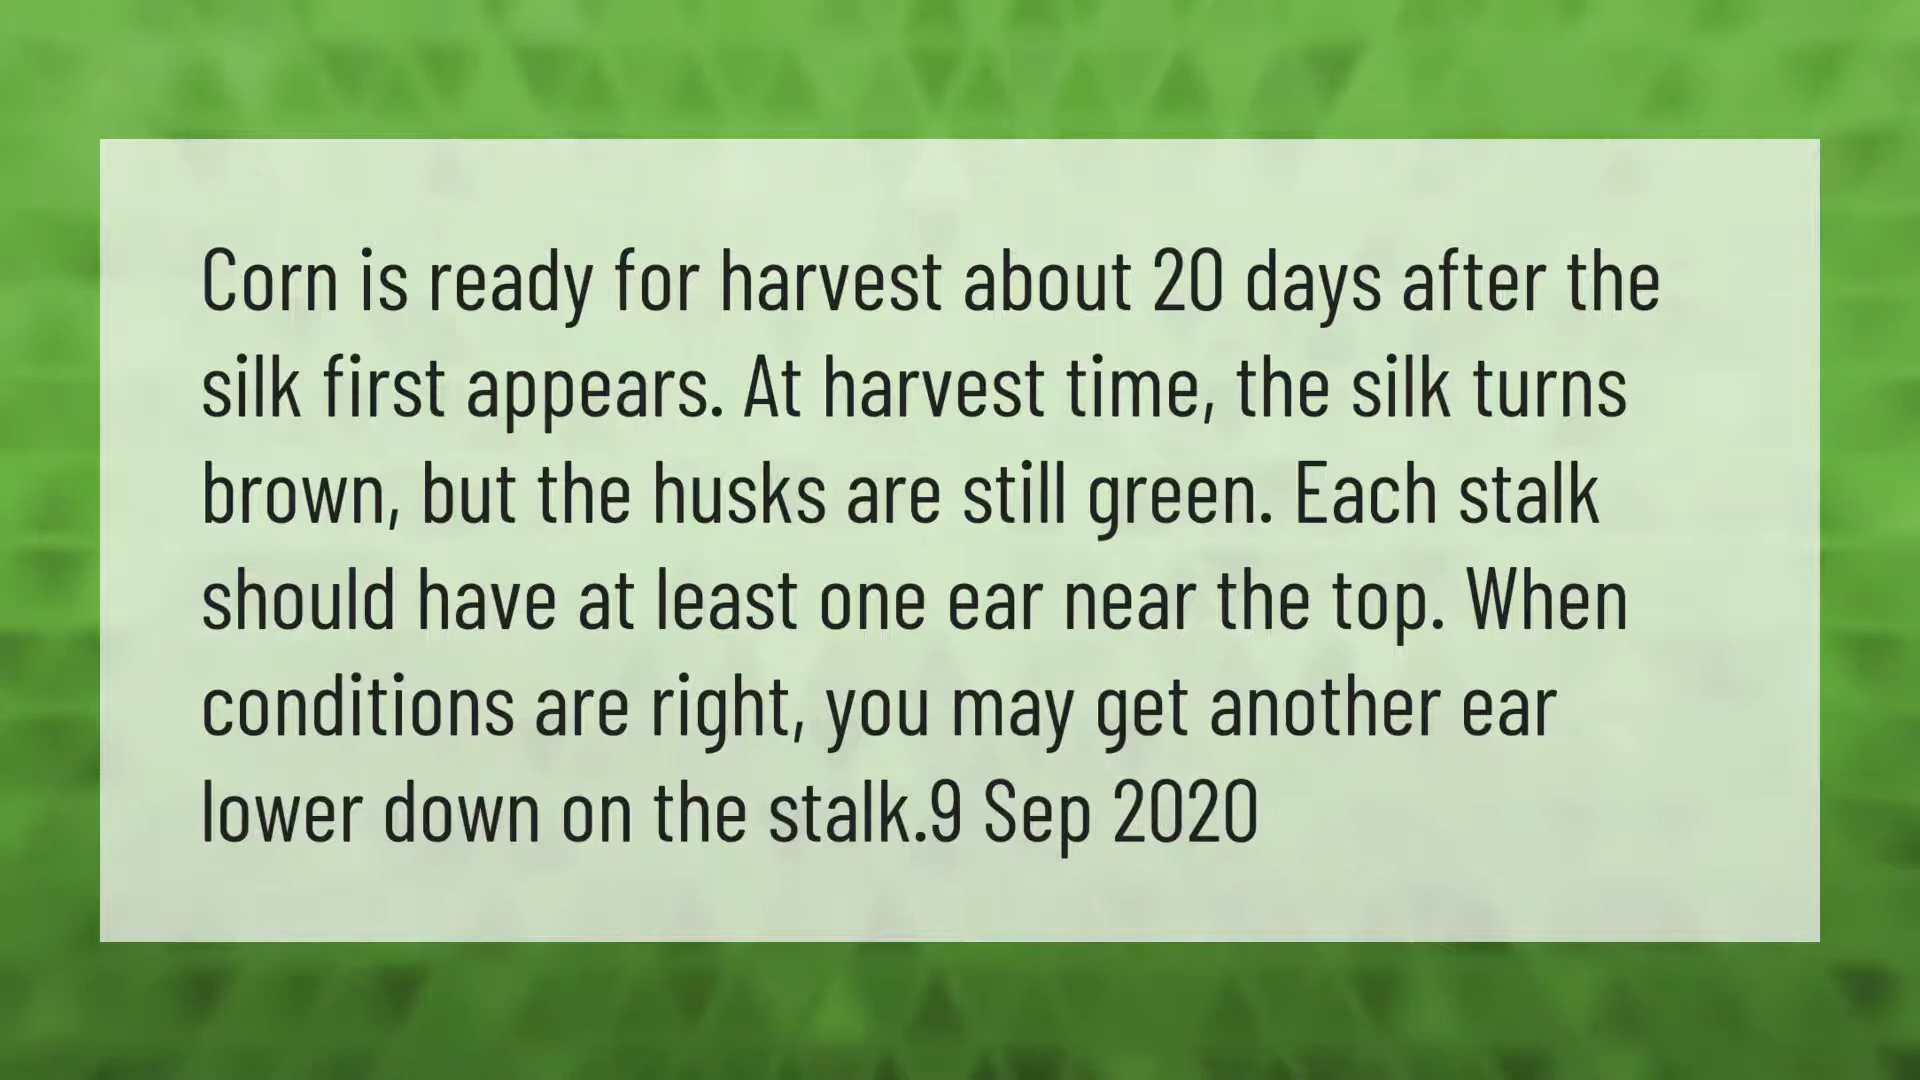 Corn is ready for harvest about 20 days after the
silk first appears. At harvest time, the silk turns
brown, but the husks are still green. Each stalk
should have at least one ear near the top. When
conditions are right, you may get another ear
lower down on the stalk.9 Sep 2020